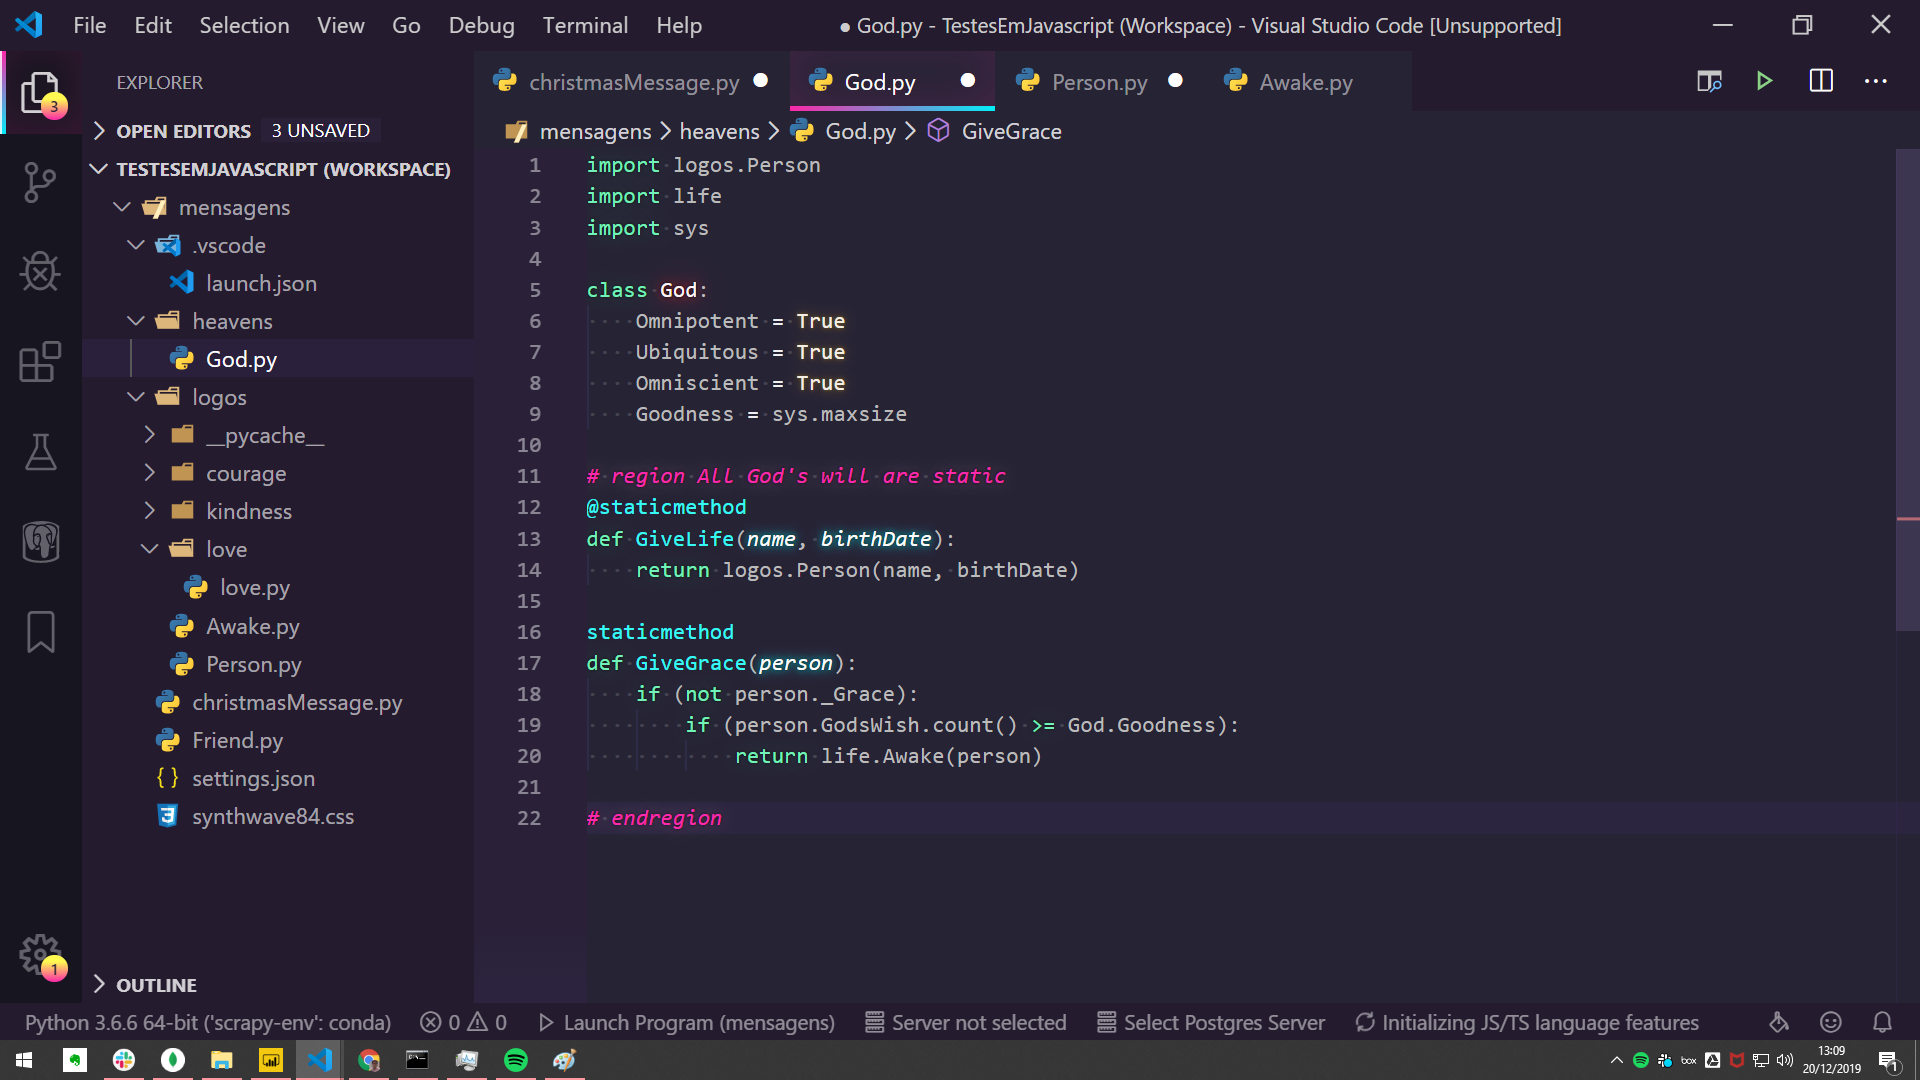 File Edit Selection View Go Debug Terminal Help ● God.py - TestesEmJavascript (Workspace) - Visual Studio Code [Unsupported]
EXPLORER
3
OPEN EDITORS 3 UNSAVED
TESTESEMJAVASCRIPT (WORKSPACE)
mensagens
.vscode
launch.json
heavens
God.py
logos
__pycache__
courage
kindness
love
love.py
Awake.py
Person.py
christmasMessage.py
Friend.py
{ } settings.json
synthwave84.css
1
OUTLINE
christmasMessage.py ● God.py ● Person.py ● Awake.py
mensagens > heavens > God.py > GiveGrace
1 import logos.Person
2 import life
3 import sys
4
5 class God:
6     Omnipotent = True
7     Ubiquitous = True
8     Omniscient = True
9     Goodness = sys.maxsize
10
11 # region All God's will are static
12 @staticmethod
13 def GiveLife(name, birthDate):
14     return logos.Person(name, birthDate)
15
16 staticmethod
17 def GiveGrace(person):
18     if (not person._Grace):
19         if (person.GodsWish.count() >= God.Goodness):
20             return life.Awake(person)
21
22 # endregion
Python 3.6.6 64-bit ('scrapy-env': conda) 0 0 Launch Program (mensagens) Server not selected Select Postgres Server Initializing JS/TS language features
box 13:09
20/12/2019
1